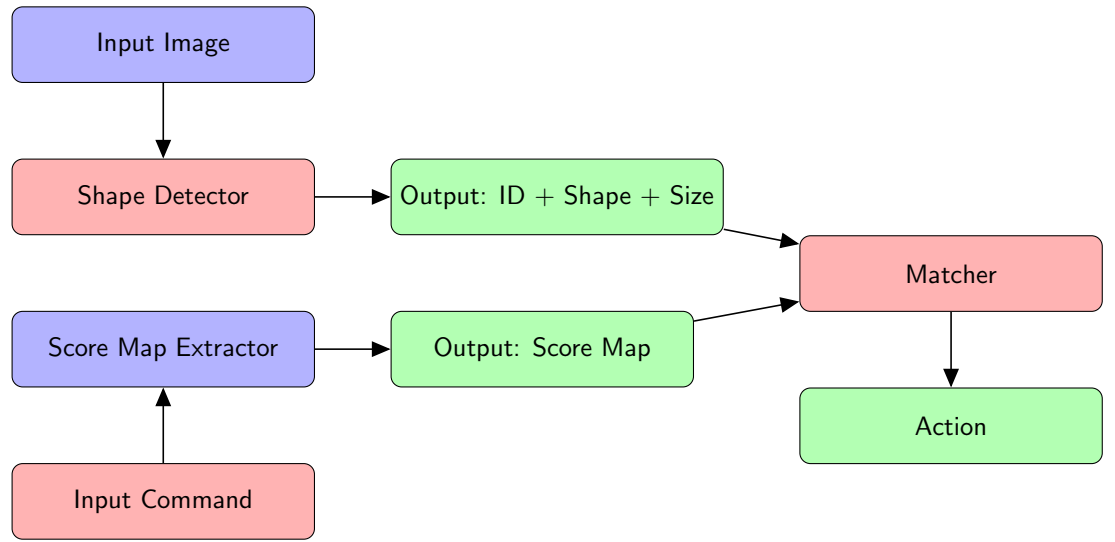 Input Image
Shape Detector
Output: ID + Shape + Size
Matcher
Score Map Extractor
Output: Score Map
Action
Input Command